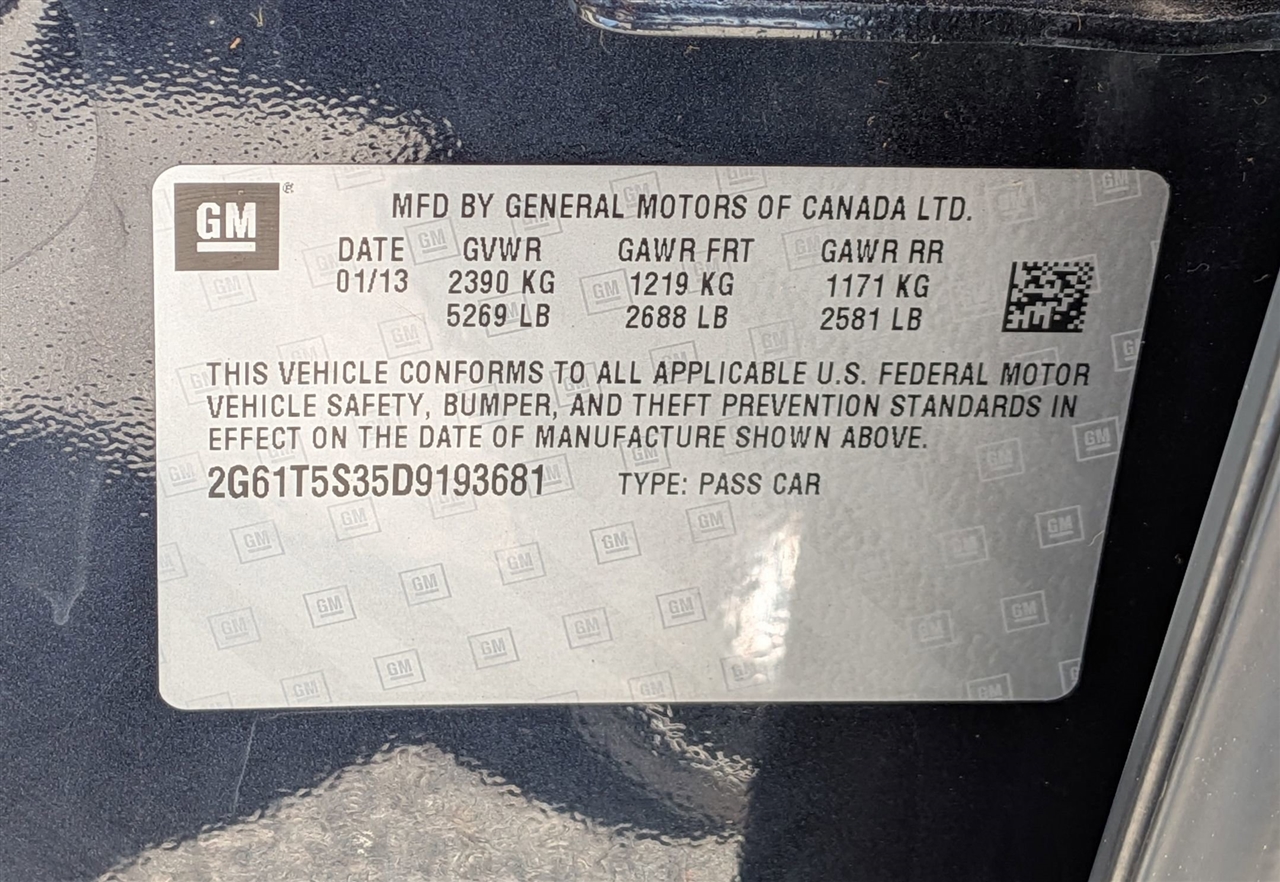 GM
MFD BY GENERAL MOTORS OF CANADA LTD.
DATE GVWR GAWR FRT GAWR RR
01/13 2390 KG 1219 KG 1171 KG
5269 LB 2688 LB 2581 LB
THIS VEHICLE CONFORMS TO ALL APPLICABLE U.S. FEDERAL MOTOR
VEHICLE SAFETY, BUMPER, AND THEFT PREVENTION STANDARDS IN
EFFECT ON THE DATE OF MANUFACTURE SHOWN ABOVE.
2G61T5S35D9193681 TYPE: PASS CAR